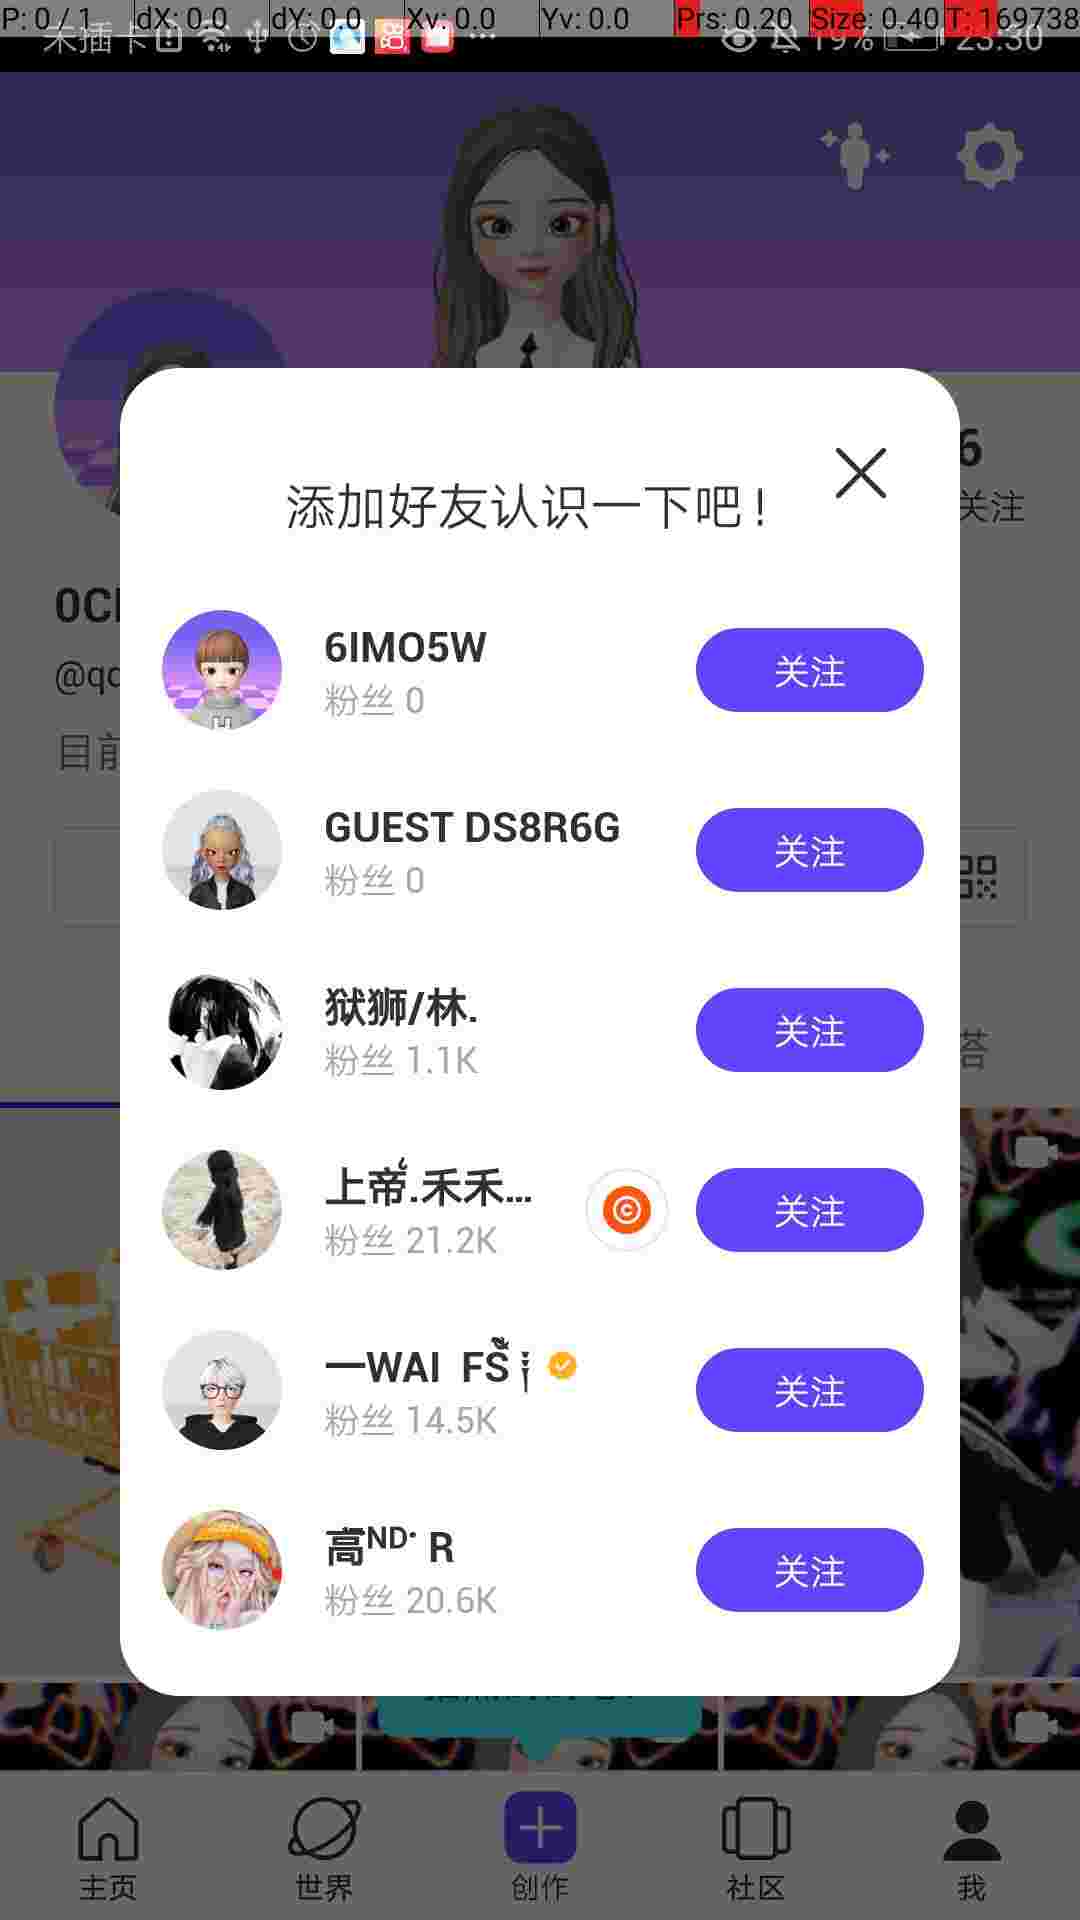 P: 0 / 1 dX: 0.0 dY: 0.0 Xv: 0.0 Yv: 0.0 Prs: 0.20 Size: 0.40 T: 169738
未插卡 19% 23:30
6
关注
添加好友认识一下吧！
@qc
目前
6IMO5W
粉丝 0
关注
GUEST DS8R6G
粉丝 0
关注
狱狮/林.
粉丝 1.1K
关注
答
上帝.禾禾...
粉丝 21.2K
关注
一WAI FS
粉丝 14.5K
关注
高ᴺᴰ· R
粉丝 20.6K
关注
主页 世界 创作 社区 我